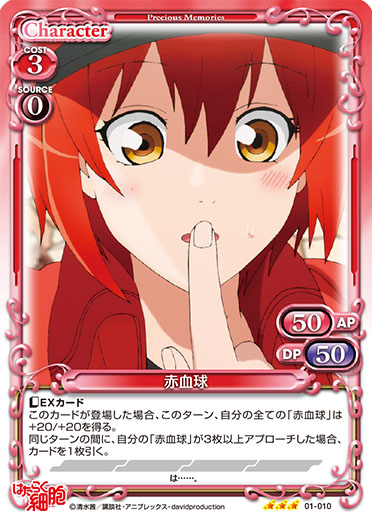 Precious Memories
Character
COST
3
SOURCE
0
50 AP
DP 50
赤血球
EXカード
このカードが登場した場合、このターン、自分の全ての「赤血球」は
+20/+20を得る。
同じターンの間に、自分の「赤血球」が3枚以上アプローチした場合、
カードを1枚引く。
は……。
はたらく
細胞
©清水茜/講談社・アニプレックス・davidproduction
★★★ 01-010